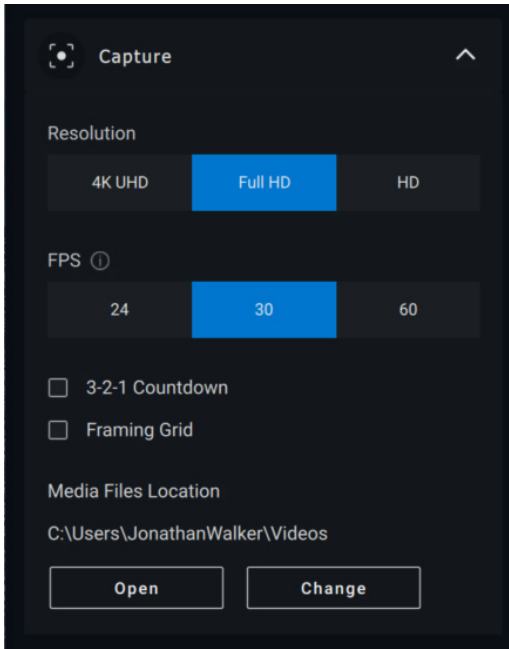 Capture
Resolution
4K UHD Full HD HD
FPS
24 30 60
3-2-1 Countdown
Framing Grid
Media Files Location
C:\Users\JonathanWalker\Videos
Open Change